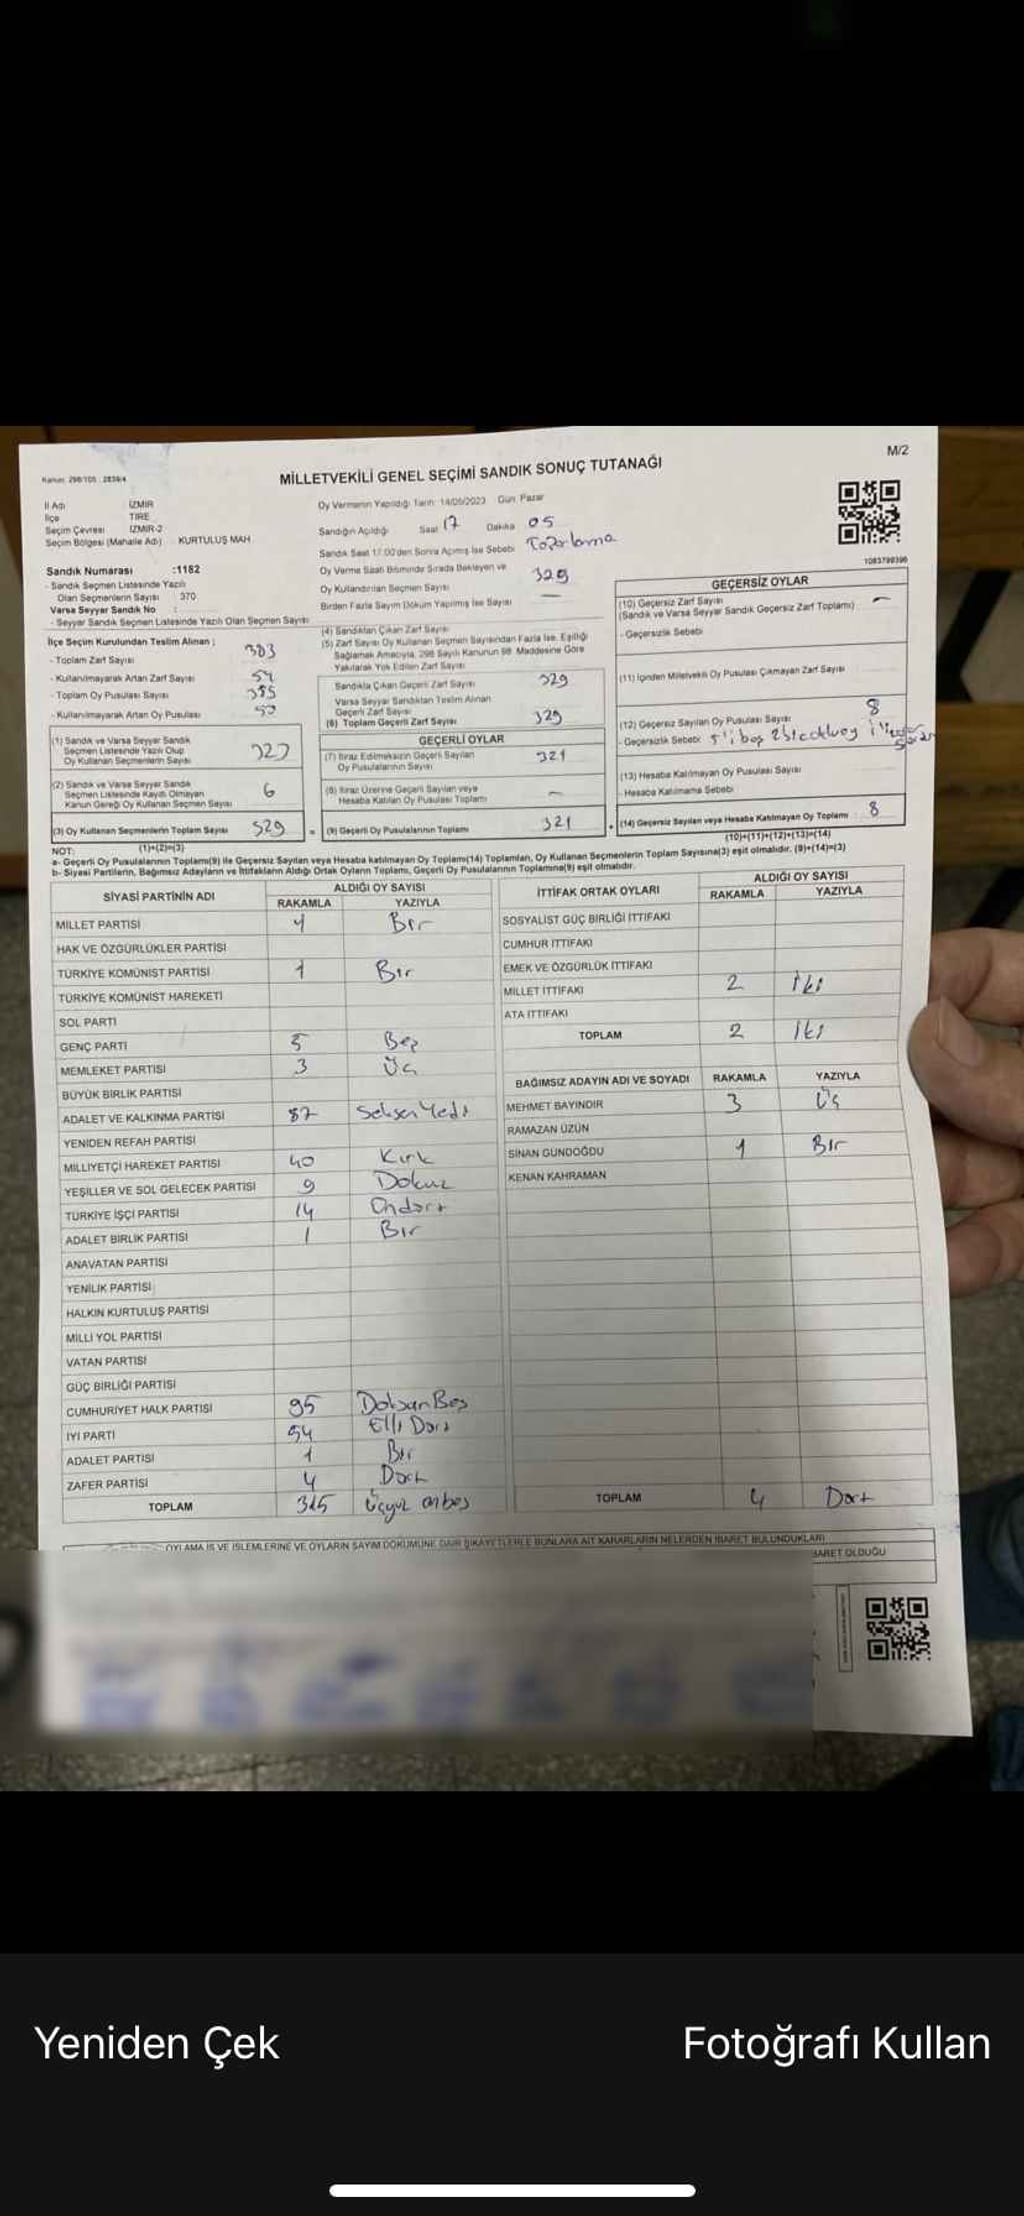 M/2
Kanun: 298/105 : 2839/4
MİLLETVEKİLİ GENEL SEÇİMİ SANDIK SONUÇ TUTANAĞI
İl Adı İZMİR
İlçe TİRE
Seçim Çevresi İZMİR-2
Seçim Bölgesi (Mahalle Adı) KURTULUŞ MAH
Oy Vermenin Yapıldığı Tarih: 14/05/2023 Gün: Pazar
Sandığın Açıldığı Saat 17 Dakika 05
Sandık Saat 17:00'den Sonra Açımış İse Sebebi Toparlama
Oy Verme Saati Bitiminde Sırada Bekleyen ve
Oy Kullandırılan Seçmen Sayısı 329
Birden Fazla Sayım Döküm Yapılmış İse Sayısı —
Sandık Numarası :1182
- Sandık Seçmen Listesinde Yazılı
Olan Seçmenlerin Sayısı 370
Varsa Seyyar Sandık No :
- Seyyar Sandık Seçmen Listesinde Yazılı Olan Seçmen Sayısı
İlçe Seçim Kurulundan Teslim Alınan ;
- Toplam Zarf Sayısı 383
- Kullanılmayarak Artan Zarf Sayısı 54
- Toplam Oy Pusulası Sayısı
- Kullanılmayarak Artan Oy Pusulası
(1) Sandık ve Varsa Seyyar Sandık
Seçmen Listesinde Yazılı Olup
Oy Kullanan Seçmenlerin Sayısı 323
(2) Sandık ve Varsa Seyyar Sandık
Seçmen Listesinde Kayıtlı Olmayan
Kanun Gereği Oy Kullanan Seçmen Sayısı 6
(3) Oy Kullanan Seçmenlerin Toplam Sayısı 329
(1)+(2)=(3)
(4) Sandıktan Çıkan Zarf Sayısı
(5) Zarf Sayısı Oy Kullanan Seçmen Sayısından Fazla İse, Eşitliği
Sağlamak Amacıyla, 298 Sayılı Kanunun 98. Maddesine Göre
Yakılarak Yok Edilen Zarf Sayısı
Sandıkta Çıkan Geçerli Zarf Sayısı 329
Varsa Seyyar Sandıktan Teslim Alınan
Geçerli Zarf Sayısı
(6) Toplam Geçerli Zarf Sayısı 329
GEÇERLİ OYLAR
(7) İtiraz Edilmeksizin Geçerli Sayılan
Oy Pusulalarının Sayısı 321
(8) İtiraz Üzerine Geçerli Sayılan veya
Hesaba Katılan Oy Pusulası Toplamı —
= (9) Geçerli Oy Pusulalarının Toplamı 321
1083798396
GEÇERSİZ OYLAR
(10) Geçersiz Zarf Sayısı
(Sandık ve Varsa Seyyar Sandık Geçersiz Zarf Toplamı) —
- Geçersizlik Sebebi
(11) İçinden Milletvekili Oy Pusulası Çıkmayan Zarf Sayısı
(12) Geçersiz Sayılan Oy Pusulası Sayısı 8
- Geçersizlik Sebebi 5'i boş
(13) Hesaba Katılmayan Oy Pusulası Sayısı
- Hesaba Katılmama Sebebi
+ (14) Geçersiz Sayılan veya Hesaba Katılmayan Oy Toplamı : 8
(10)+(11)+(12)+(13)=(14)
NOT:
a- Geçerli Oy Pusulalarının Toplamı(9) ile Geçersiz Sayılan veya Hesaba katılmayan Oy Toplamı(14) Toplamları, Oy Kullanan Seçmenlerin Toplam Sayısına(3) eşit olmalıdır. (9)+(14)=(3)
b- Siyasi Partilerin, Bağımsız Adayların ve İttifakların Aldığı Ortak Oyların Toplamı, Geçerli Oy Pusulalarının Toplamına(9) eşit olmalıdır.
SİYASİ PARTİNİN ADI ALDIĞI OY SAYISI
RAKAMLA YAZIYLA
MİLLET PARTİSİ 1 Bir
HAK VE ÖZGÜRLÜKLER PARTİSİ
TÜRKİYE KOMÜNİST PARTİSİ 1 Bir
TÜRKİYE KOMÜNİST HAREKETİ
SOL PARTİ
GENÇ PARTİ 5 Beş
MEMLEKET PARTİSİ 3 Üç
BÜYÜK BİRLİK PARTİSİ
ADALET VE KALKINMA PARTİSİ 87 Seksen Yedi
YENİDEN REFAH PARTİSİ
MİLLİYETÇİ HAREKET PARTİSİ 40 Kırk
YEŞİLLER VE SOL GELECEK PARTİSİ 9 Dokuz
TÜRKİYE İŞÇİ PARTİSİ 14 Ondört
ADALET BİRLİK PARTİSİ 1 Bir
ANAVATAN PARTİSİ
YENİLİK PARTİSİ
HALKIN KURTULUŞ PARTİSİ
MİLLİ YOL PARTİSİ
VATAN PARTİSİ
GÜÇ BİRLİĞİ PARTİSİ
CUMHURİYET HALK PARTİSİ 95 Doksan Beş
İYİ PARTİ 54 Elli Dört
ADALET PARTİSİ 1 Bir
ZAFER PARTİSİ 4 Dört
TOPLAM 315 Üçyüz onbeş
İTTİFAK ORTAK OYLARI ALDIĞI OY SAYISI
RAKAMLA YAZIYLA
SOSYALİST GÜÇ BİRLİĞİ İTTİFAKI
CUMHUR İTTİFAKI
EMEK VE ÖZGÜRLÜK İTTİFAKI
MİLLET İTTİFAKI 2 İki
ATA İTTİFAKI
TOPLAM 2 İki
BAĞIMSIZ ADAYIN ADI VE SOYADI RAKAMLA YAZIYLA
MEHMET BAYINDIR 3 Üç
RAMAZAN UZUN
SİNAN GÜNDOĞDU 1 Bir
KENAN KAHRAMAN
TOPLAM 4 Dört
OYLAMA İŞ VE İŞLEMLERİNE VE OYLARIN SAYIM DÖKÜMÜNE DAİR ŞİKAYETLERLE BUNLARA AİT KARARLARIN NELERDEN İBARET BULUNDUKLARI
BARET OLDUĞU
Yeniden Çek
Fotoğrafı Kullan